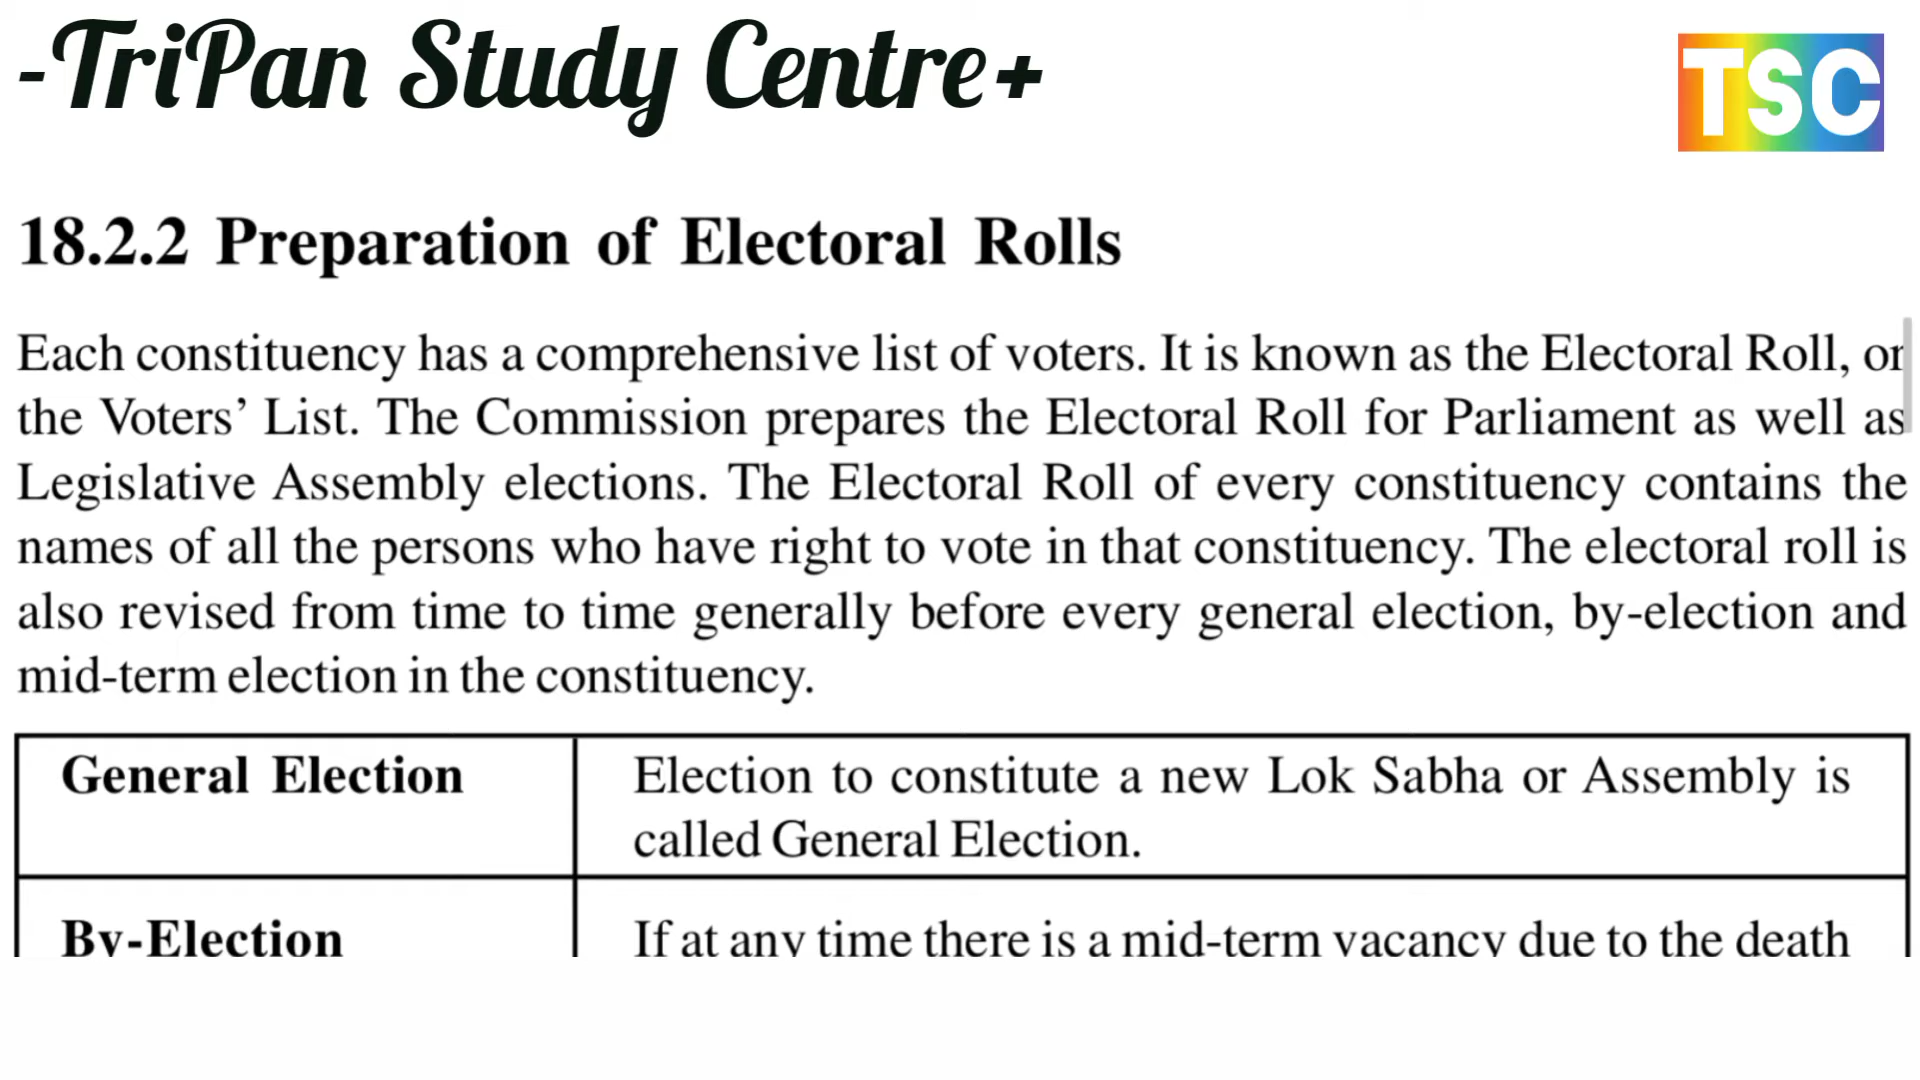 -TriPan Study Centre+
TSC
18.2.2 Preparation of Electoral Rolls
Each constituency has a comprehensive list of voters. It is known as the Electoral Roll, or
the Voters’ List. The Commission prepares the Electoral Roll for Parliament as well as
Legislative Assembly elections. The Electoral Roll of every constituency contains the
names of all the persons who have right to vote in that constituency. The electoral roll is
also revised from time to time generally before every general election, by-election and
mid-term election in the constituency.
General Election
Election to constitute a new Lok Sabha or Assembly is
called General Election.
By-Election
If at any time there is a mid-term vacancy due to the death